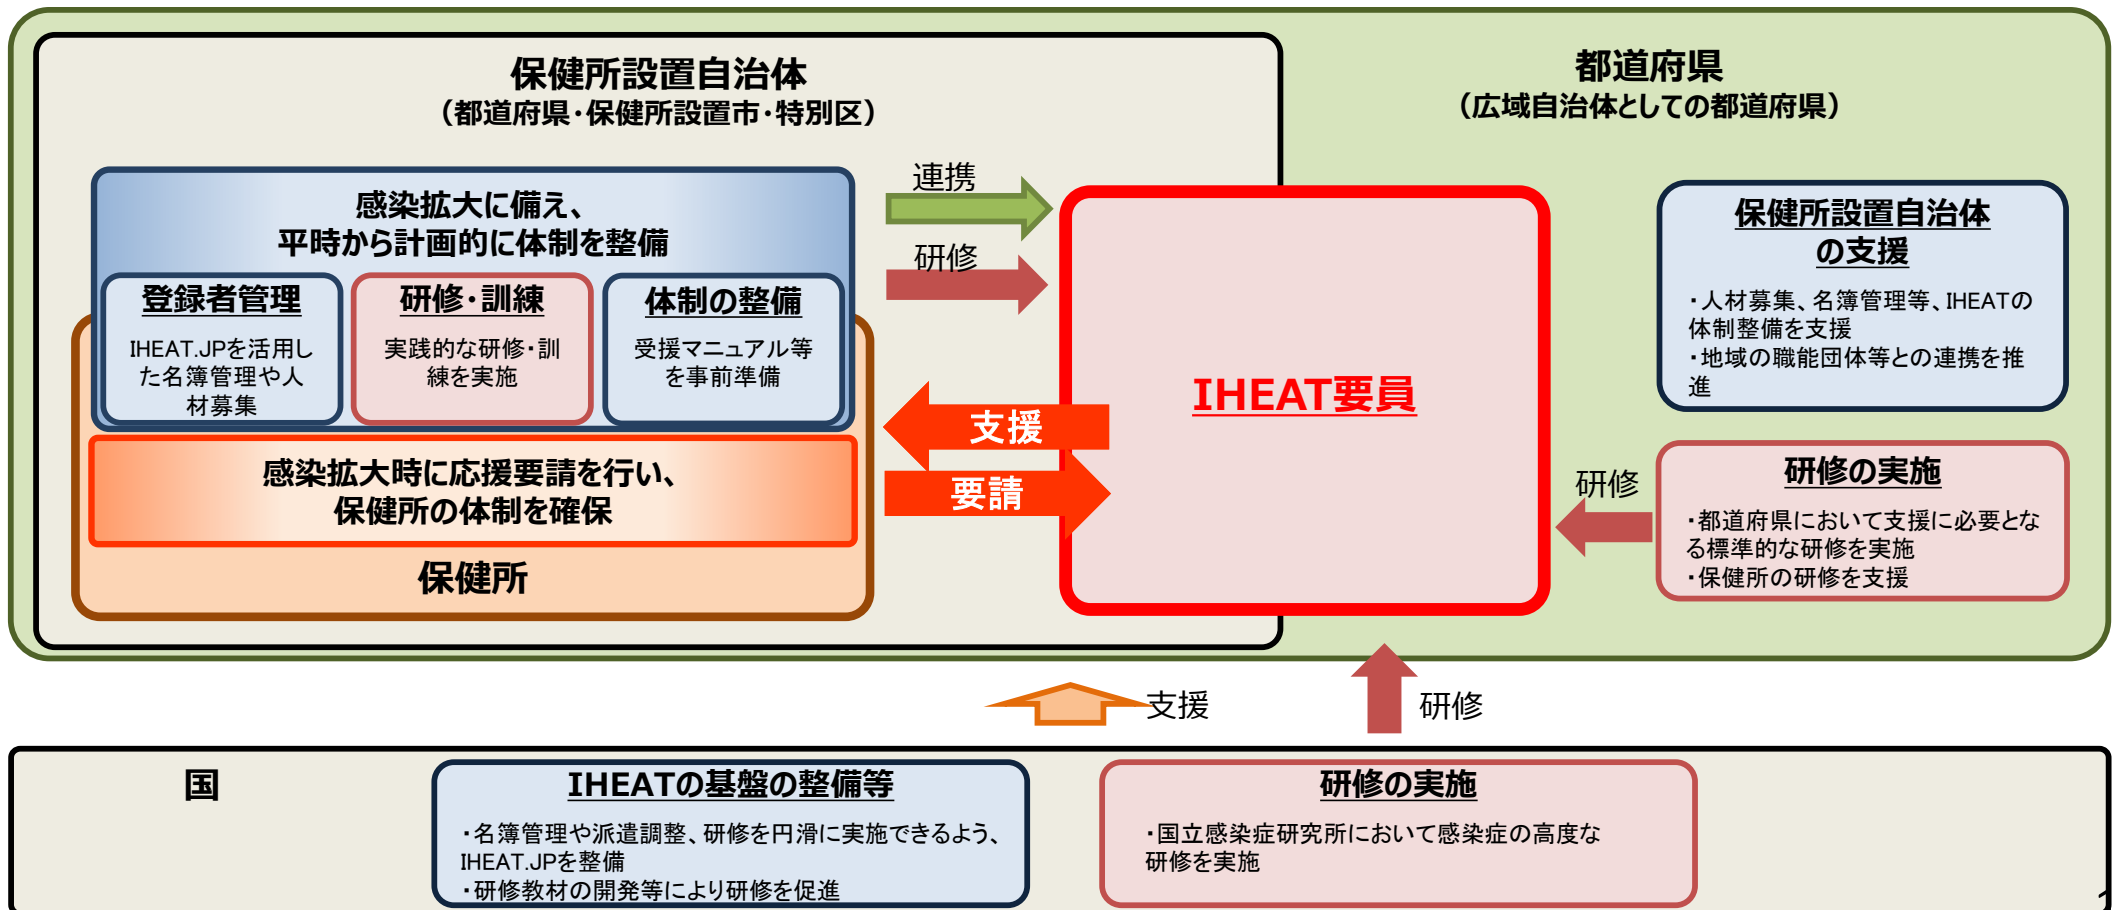 保健所設置自治体
（都道府県・保健所設置市・特別区）
都道府県
（広域自治体としての都道府県）
感染拡大に備え、
平時から計画的に体制を整備
登録者管理
IHEAT.JPを活用し
た名簿管理や人
材募集
研修・訓練
実践的な研修・訓
練を実施
体制の整備
受援マニュアル等
を事前準備
感染拡大時に応援要請を行い、
保健所の体制を確保
保健所
連携
研修
支援
要請
IHEAT要員
保健所設置自治体
の支援
・人材募集、名簿管理等、IHEATの
体制整備を支援
・地域の職能団体等との連携を推
進
研修
研修の実施
・都道府県において支援に必要とな
る標準的な研修を実施
・保健所の研修を支援
支援
研修
国
IHEATの基盤の整備等
・名簿管理や派遣調整、研修を円滑に実施できるよう、
IHEAT.JPを整備
・研修教材の開発等により研修を促進
研修の実施
・国立感染症研究所において感染症の高度な
研修を実施